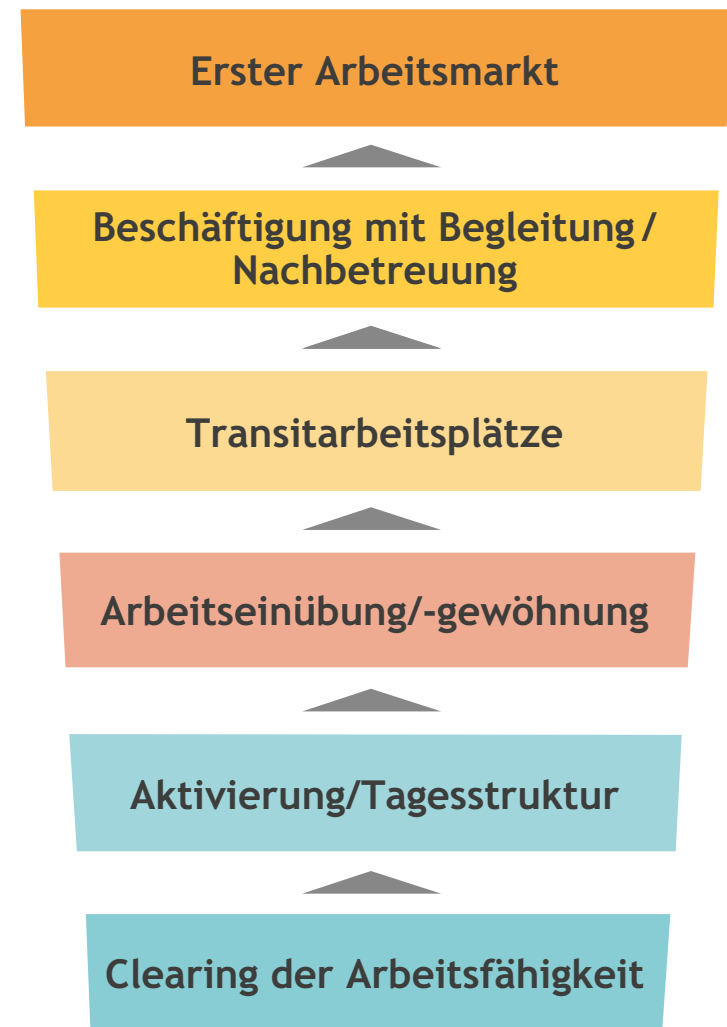 Erster Arbeitsmarkt
Beschäftigung mit Begleitung /
Nachbetreuung
Transitarbeitsplätze
Arbeitseinübung/-gewöhnung
Aktivierung/Tagesstruktur
Clearing der Arbeitsfähigkeit